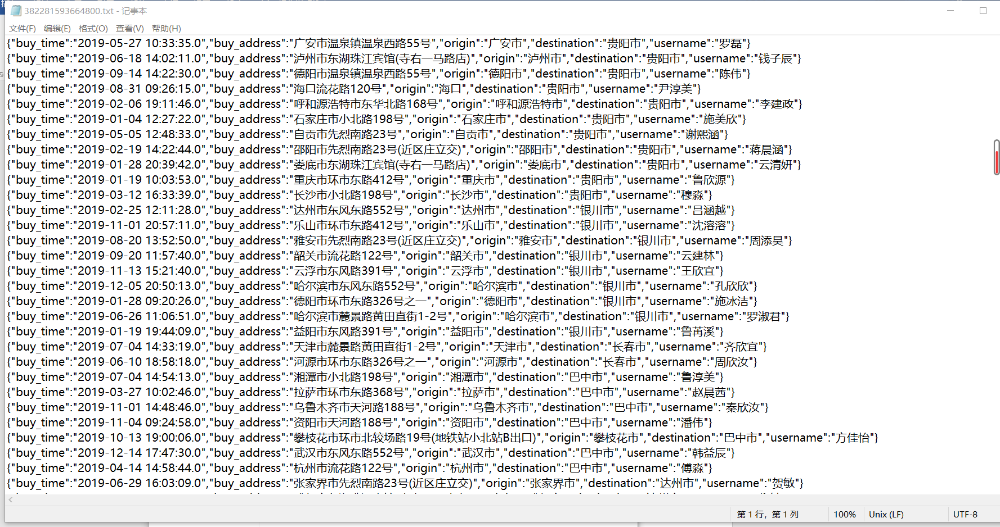 382281593664800.txt - 记事本
文件(F) 编辑(E) 格式(O) 查看(V) 帮助(H)
{"buy_time":"2019-05-27 10:33:35.0","buy_address":"广安市温泉镇温泉西路55号","origin":"广安市","destination":"贵阳市","username":"罗磊"}
{"buy_time":"2019-06-18 14:02:11.0","buy_address":"泸州市东湖珠江宾馆(寺右一马路店)","origin":"泸州市","destination":"贵阳市","username":"钱子辰"}
{"buy_time":"2019-09-14 14:22:30.0","buy_address":"德阳市温泉镇温泉西路55号","origin":"德阳市","destination":"贵阳市","username":"陈伟"}
{"buy_time":"2019-08-31 09:26:15.0","buy_address":"海口流花路120号","origin":"海口","destination":"贵阳市","username":"尹淳美"}
{"buy_time":"2019-02-06 19:11:46.0","buy_address":"呼和源浩特市东华北路168号","origin":"呼和源浩特市","destination":"贵阳市","username":"李建政"}
{"buy_time":"2019-01-04 12:27:22.0","buy_address":"石家庄市小北路198号","origin":"石家庄市","destination":"贵阳市","username":"施美欣"}
{"buy_time":"2019-05-05 12:48:33.0","buy_address":"自贡市先烈南路23号","origin":"自贡市","destination":"贵阳市","username":"谢熙涵"}
{"buy_time":"2019-02-19 14:22:44.0","buy_address":"邵阳市先烈南路23号(近区庄立交)","origin":"邵阳市","destination":"贵阳市","username":"蒋晨涵"}
{"buy_time":"2019-01-28 20:39:42.0","buy_address":"娄底市东湖珠江宾馆(寺右一马路店)","origin":"娄底市","destination":"贵阳市","username":"云清妍"}
{"buy_time":"2019-01-19 10:03:53.0","buy_address":"重庆市环市东路412号","origin":"重庆市","destination":"贵阳市","username":"鲁欣源"}
{"buy_time":"2019-03-12 16:33:39.0","buy_address":"长沙市小北路198号","origin":"长沙市","destination":"贵阳市","username":"穆淼"}
{"buy_time":"2019-02-25 12:11:28.0","buy_address":"达州市东风东路552号","origin":"达州市","destination":"银川市","username":"吕涵越"}
{"buy_time":"2019-11-01 20:57:11.0","buy_address":"乐山市环市东路412号","origin":"乐山市","destination":"银川市","username":"沈溶溶"}
{"buy_time":"2019-08-20 13:52:50.0","buy_address":"雅安市先烈南路23号(近区庄立交)","origin":"雅安市","destination":"银川市","username":"周添昊"}
{"buy_time":"2019-09-20 11:57:40.0","buy_address":"韶关市流花路122号","origin":"韶关市","destination":"银川市","username":"云建林"}
{"buy_time":"2019-11-13 15:21:40.0","buy_address":"云浮市东风路391号","origin":"云浮市","destination":"银川市","username":"王欣宜"}
{"buy_time":"2019-12-05 20:50:13.0","buy_address":"哈尔滨市东风东路552号","origin":"哈尔滨市","destination":"银川市","username":"孔欣欣"}
{"buy_time":"2019-01-28 09:20:26.0","buy_address":"德阳市环市东路326号之一","origin":"德阳市","destination":"银川市","username":"施冰洁"}
{"buy_time":"2019-06-26 11:06:51.0","buy_address":"哈尔滨市麓景路黄田直街1-2号","origin":"哈尔滨市","destination":"银川市","username":"罗淑君"}
{"buy_time":"2019-01-19 19:44:09.0","buy_address":"益阳市东风路391号","origin":"益阳市","destination":"银川市","username":"鲁苒溪"}
{"buy_time":"2019-07-04 14:33:19.0","buy_address":"天津市麓景路黄田直街1-2号","origin":"天津市","destination":"长春市","username":"齐欣宜"}
{"buy_time":"2019-06-10 18:58:18.0","buy_address":"河源市环市东路326号之一","origin":"河源市","destination":"长春市","username":"周欣汝"}
{"buy_time":"2019-07-04 14:54:13.0","buy_address":"湘潭市小北路198号","origin":"湘潭市","destination":"巴中市","username":"鲁淳美"}
{"buy_time":"2019-03-27 10:02:46.0","buy_address":"拉萨市环市东路368号","origin":"拉萨市","destination":"巴中市","username":"赵晨茜"}
{"buy_time":"2019-11-01 14:48:46.0","buy_address":"乌鲁木齐市天河路188号","origin":"乌鲁木齐市","destination":"巴中市","username":"秦欣汝"}
{"buy_time":"2019-11-04 09:24:58.0","buy_address":"资阳市天河路188号","origin":"资阳市","destination":"巴中市","username":"潘伟"}
{"buy_time":"2019-10-13 19:00:06.0","buy_address":"攀枝花市环市北较场路19号(地铁站小北站B出口)","origin":"攀枝花市","destination":"巴中市","username":"方佳怡"}
{"buy_time":"2019-12-14 17:47:30.0","buy_address":"武汉市东风东路552号","origin":"武汉市","destination":"巴中市","username":"韩益辰"}
{"buy_time":"2019-04-14 14:58:44.0","buy_address":"杭州市流花路122号","origin":"杭州市","destination":"巴中市","username":"傅淼"}
{"buy_time":"2019-06-29 16:03:09.0","buy_address":"张家界市先烈南路23号(近区庄立交)","origin":"张家界市","destination":"达州市","username":"贺敏"}
第 1 行，第 1 列 100% Unix (LF) UTF-8